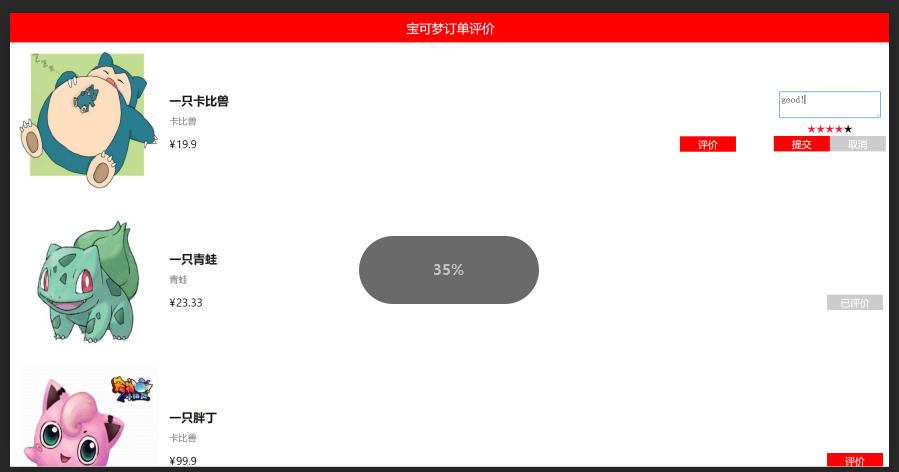 宝可梦订单评价
一只卡比兽
卡比兽
¥19.9
评价
good!
★★★★★
提交
取消
一只青蛙
青蛙
¥23.33
35%
已评价
一只胖丁
卡比兽
¥99.9
评价